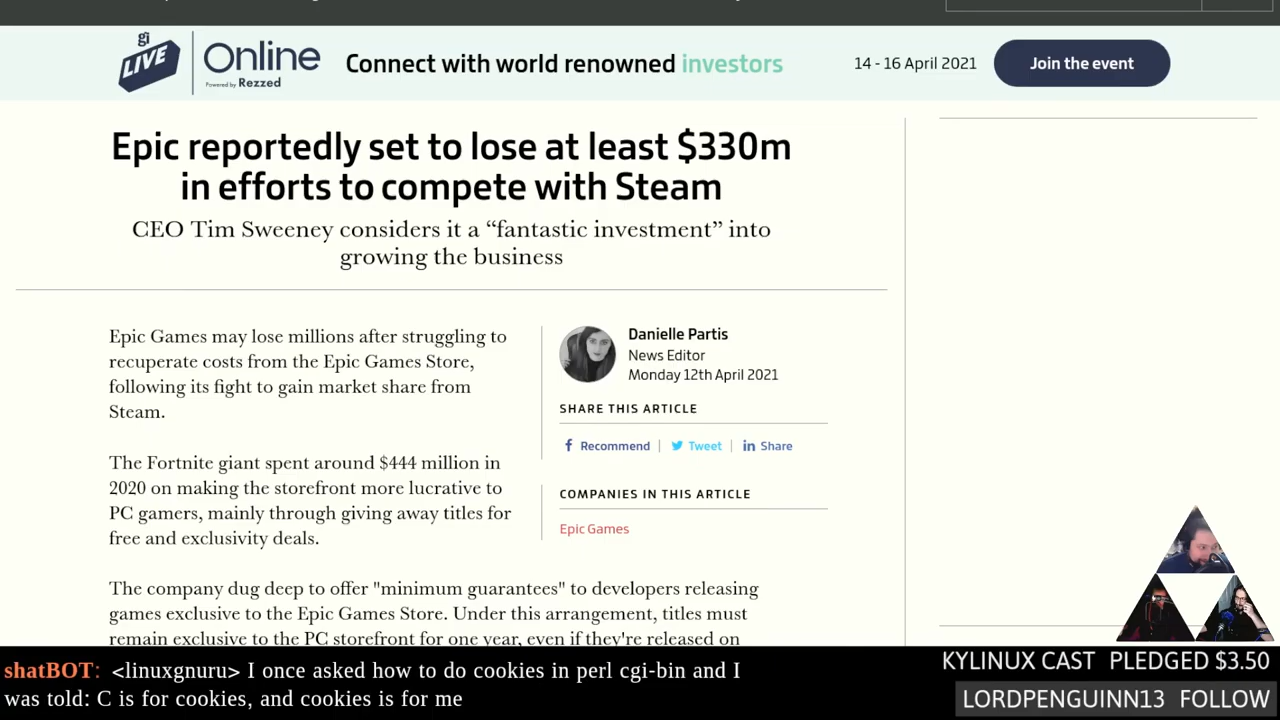 gi
LIVE
Online
Powered by Rezzed
Connect with world renowned investors
14 - 16 April 2021
Join the event
Epic reportedly set to lose at least $330m
in efforts to compete with Steam
CEO Tim Sweeney considers it a “fantastic investment” into
growing the business
Epic Games may lose millions after struggling to
recuperate costs from the Epic Games Store,
following its fight to gain market share from
Steam.
The Fortnite giant spent around $444 million in
2020 on making the storefront more lucrative to
PC gamers, mainly through giving away titles for
free and exclusivity deals.
Danielle Partis
News Editor
Monday 12th April 2021
SHARE THIS ARTICLE
Recommend
Tweet
in Share
COMPANIES IN THIS ARTICLE
Epic Games
The company dug deep to offer "minimum guarantees" to developers releasing
games exclusive to the Epic Games Store. Under this arrangement, titles must
remain exclusive to the PC storefront for one year, even if they're released on
shatBOT: <linuxgnuru> I once asked how to do cookies in perl cgi-bin and I
was told: C is for cookies, and cookies is for me
KYLINUX CAST PLEDGED $3.50
LORDPENGUINN13 FOLLOW